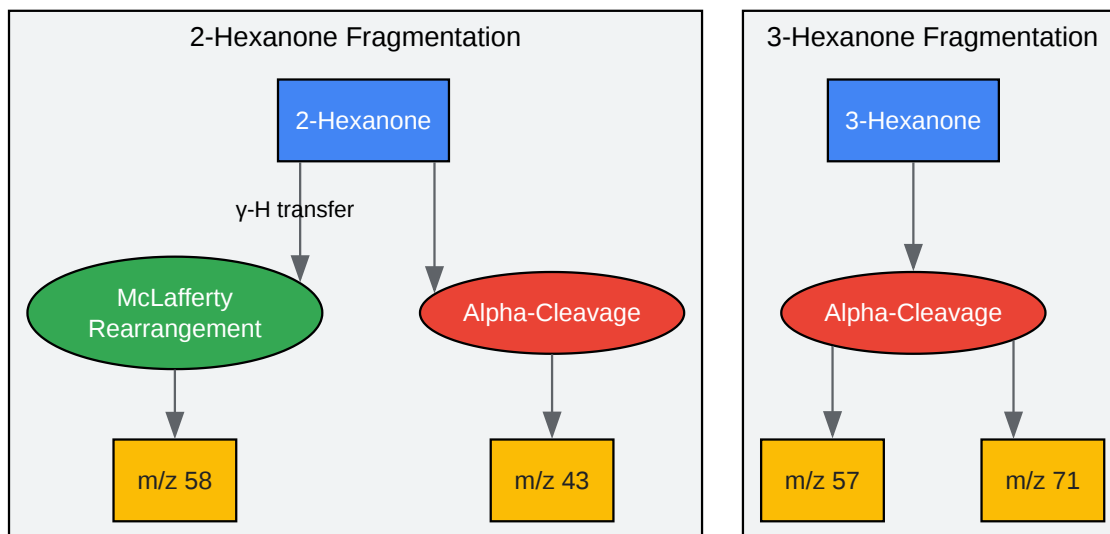 2-Hexanone Fragmentation
2-Hexanone
γ-H transfer
McLafferty
Rearrangement
Alpha-Cleavage
m/z 58
m/z 43
3-Hexanone Fragmentation
3-Hexanone
Alpha-Cleavage
m/z 57
m/z 71